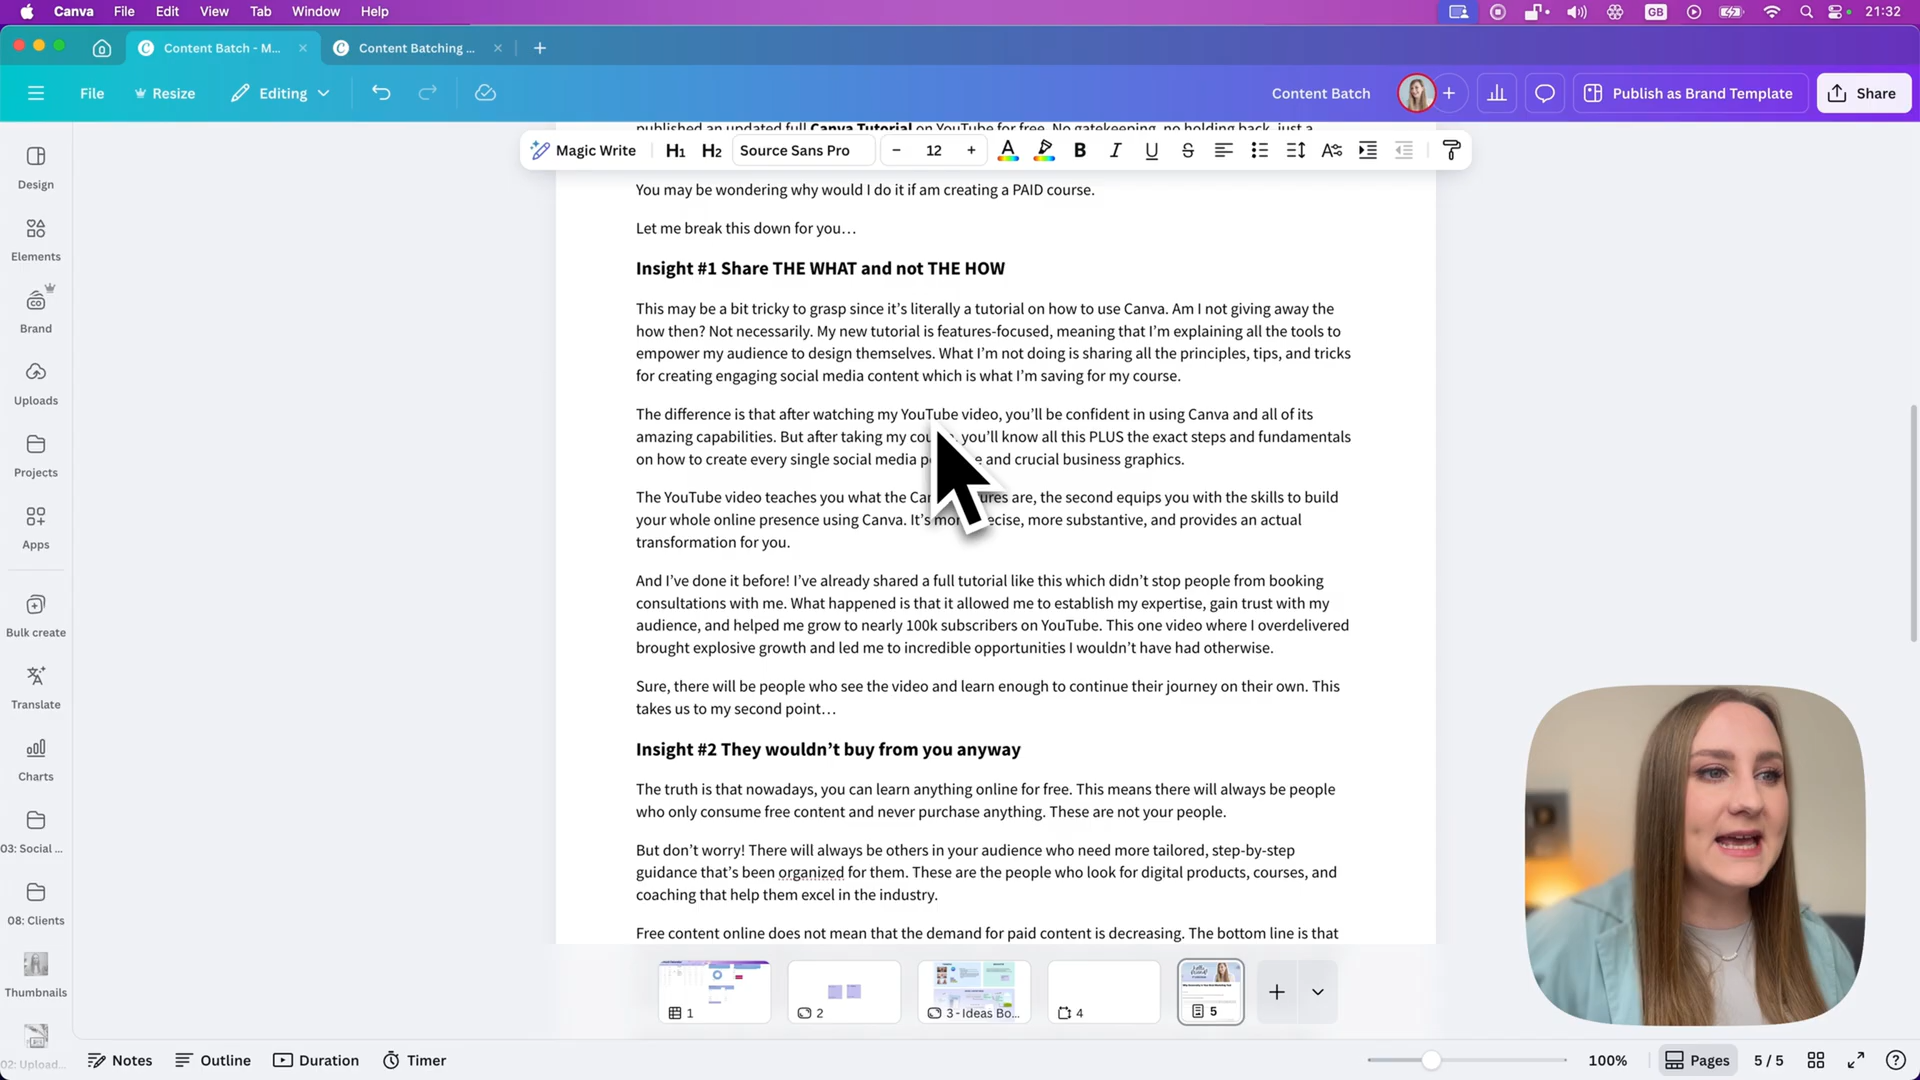 Canva File Edit View Tab Window Help GB 21:32
Content Batch - M... Content Batching ...
File Resize Editing Content Batch Publish as Brand Template Share
published an updated full Canva Tutorial on YouTube for free. No gatekeeping, no holding back, just a
Magic Write H1 H2 Source Sans Pro – 12 + A B I U S
Design
Elements
Brand
Uploads
Projects
Apps
Bulk create
Translate
Charts
03: Social ...
08: Clients
Thumbnails
02: Upload...
You may be wondering why would I do it if am creating a PAID course.
Let me break this down for you…
Insight #1 Share THE WHAT and not THE HOW
This may be a bit tricky to grasp since it’s literally a tutorial on how to use Canva. Am I not giving away the
how then? Not necessarily. My new tutorial is features-focused, meaning that I’m explaining all the tools to
empower my audience to design themselves. What I’m not doing is sharing all the principles, tips, and tricks
for creating engaging social media content which is what I’m saving for my course.
The difference is that after watching my YouTube video, you’ll be confident in using Canva and all of its
amazing capabilities. But after taking my you’ll know all this PLUS the exact steps and fundamentals
on how to create every single social media and crucial business graphics.
The YouTube video teaches you what the are, the second equips you with the skills to build
your whole online presence using Canva. It’s more substantive, and provides an actual
transformation for you.
And I’ve done it before! I’ve already shared a full tutorial like this which didn’t stop people from booking
consultations with me. What happened is that it allowed me to establish my expertise, gain trust with my
audience, and helped me grow to nearly 100k subscribers on YouTube. This one video where I overdelivered
brought explosive growth and led me to incredible opportunities I wouldn’t have had otherwise.
Sure, there will be people who see the video and learn enough to continue their journey on their own. This
takes us to my second point…
Insight #2 They wouldn’t buy from you anyway
The truth is that nowadays, you can learn anything online for free. This means there will always be people
who only consume free content and never purchase anything. These are not your people.
But don’t worry! There will always be others in your audience who need more tailored, step-by-step
guidance that’s been organized for them. These are the people who look for digital products, courses, and
coaching that help them excel in the industry.
Free content online does not mean that the demand for paid content is decreasing. The bottom line is that
1 2 3 - Ideas Bo... 4 5
Notes Outline Duration Timer 100% Pages 5 / 5